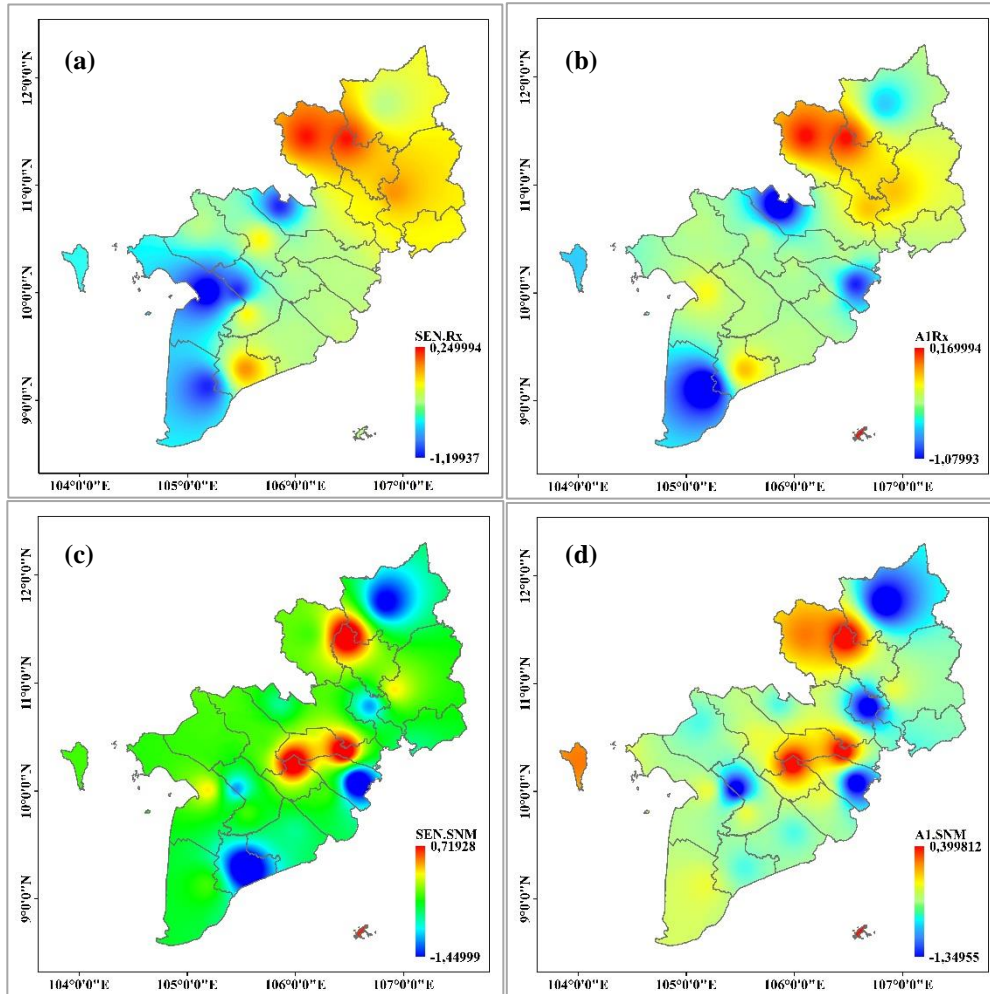 (a)
12°0'0"N
11°0'0"N
10°0'0"N
9°0'0"N
SEN.Rx
0,249994
-1,19937
104°0'0"E 105°0'0"E 106°0'0"E 107°0'0"E
(b)
12°0'0"N
11°0'0"N
10°0'0"N
9°0'0"N
A1Rx
0,169994
-1,07993
104°0'0"E 105°0'0"E 106°0'0"E 107°0'0"E
(c)
12°0'0"N
11°0'0"N
10°0'0"N
9°0'0"N
SEN.SNM
0,71928
-1,44999
104°0'0"E 105°0'0"E 106°0'0"E 107°0'0"E
(d)
12°0'0"N
11°0'0"N
10°0'0"N
9°0'0"N
A1.SNM
0,399812
-1,34955
104°0'0"E 105°0'0"E 106°0'0"E 107°0'0"E